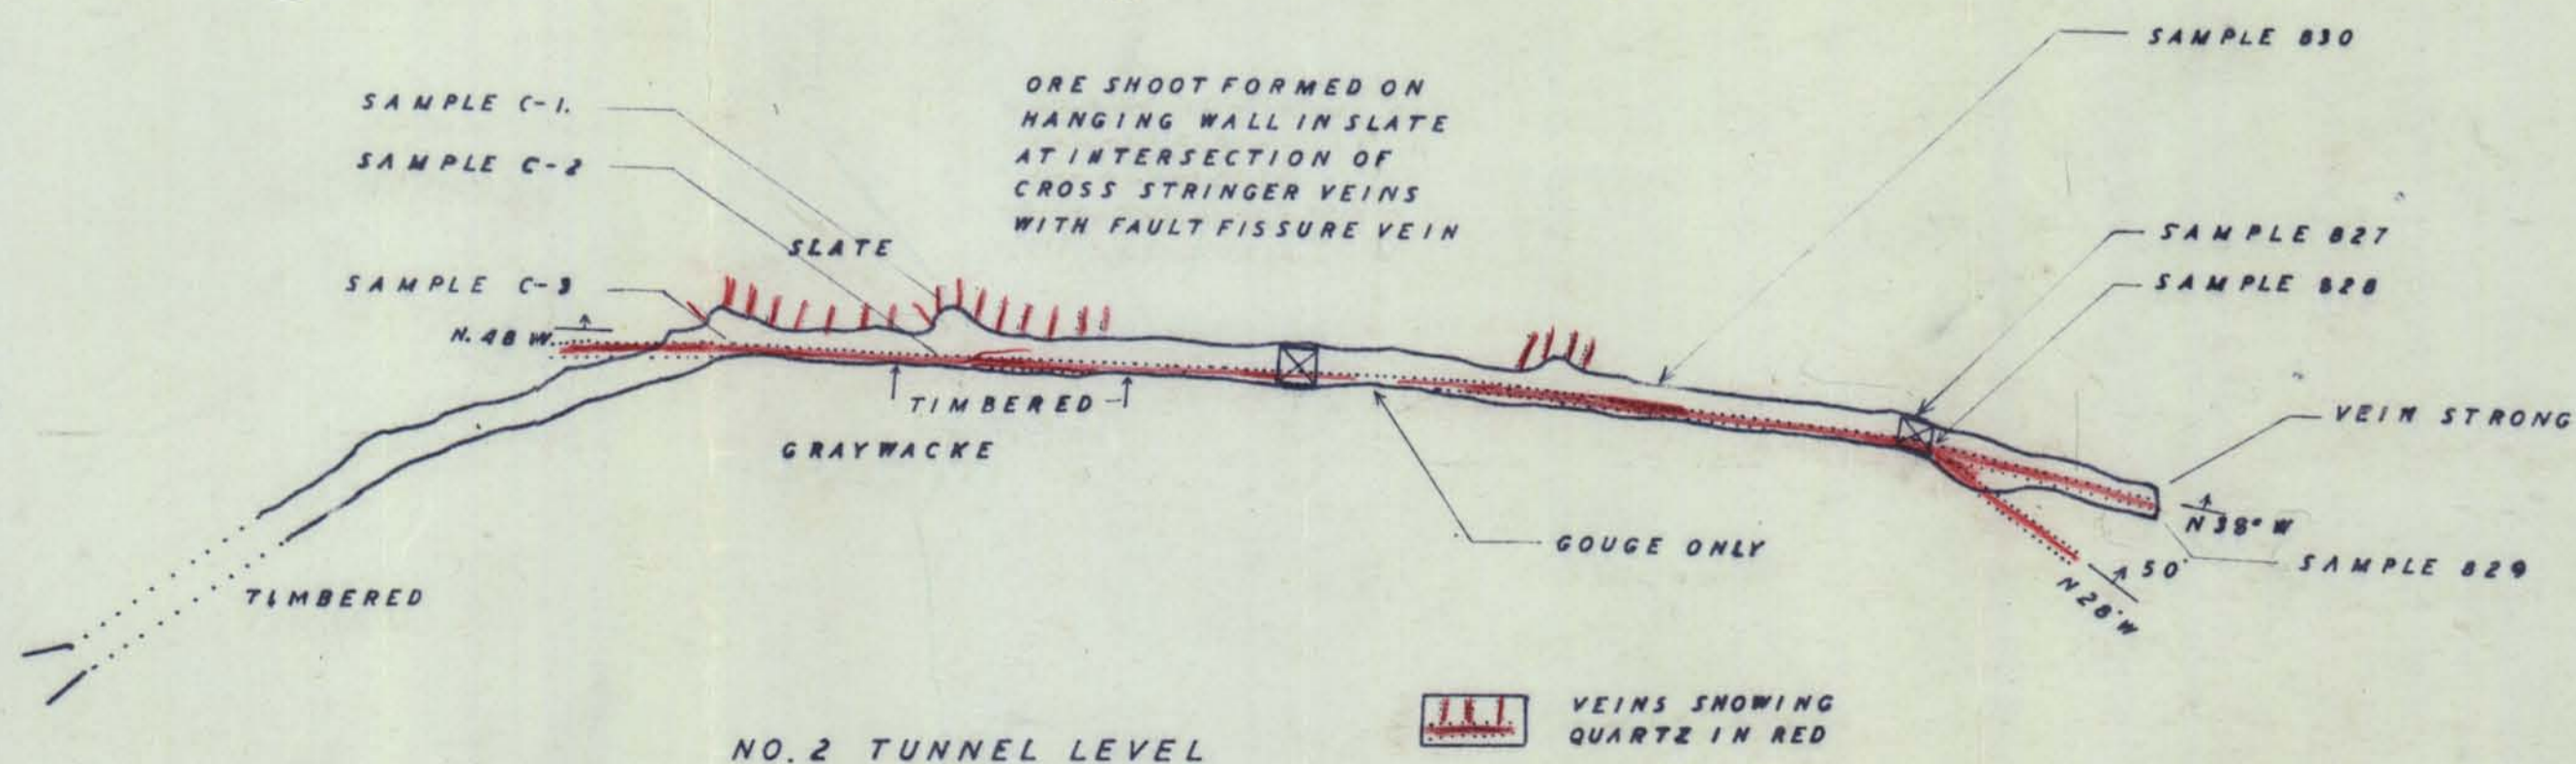 SAMPLE 830
SAMPLE C-1.
ORE SHOOT FORMED ON
HANGING WALL IN SLATE
AT INTERSECTION OF
CROSS STRINGER VEINS
WITH FAULT FISSURE VEIN
SAMPLE C-2
SLATE
SAMPLE 827
SAMPLE C-3
SAMPLE 828
N. 48 W.
TIMBERED
VEIN STRONG
GRAYWACKE
N 38° W
GOUGE ONLY
SAMPLE 829
50°
N 28° W
TIMBERED
VEINS SHOWING
QUARTZ IN RED
NO. 2 TUNNEL LEVEL